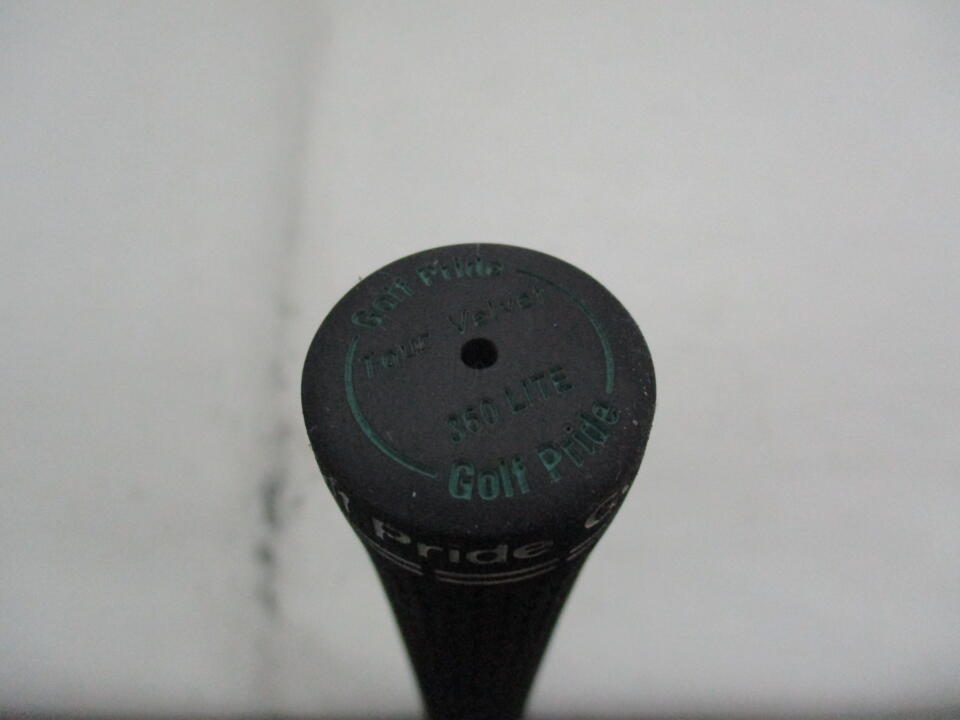 Golf Pride
Tour Velvet
360 LITE
Golf Pride
Pride G